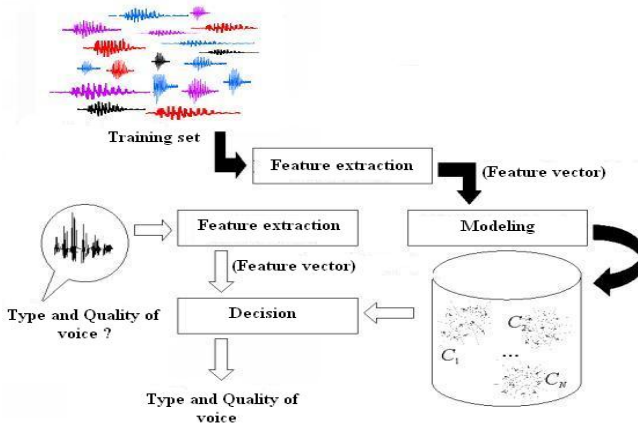 Training set
Feature extraction
(Feature vector)
Feature extraction
Modeling
(Feature vector)
Type and Quality of
voice ?
Decision
C1
C2
...
CN
Type and Quality of
voice